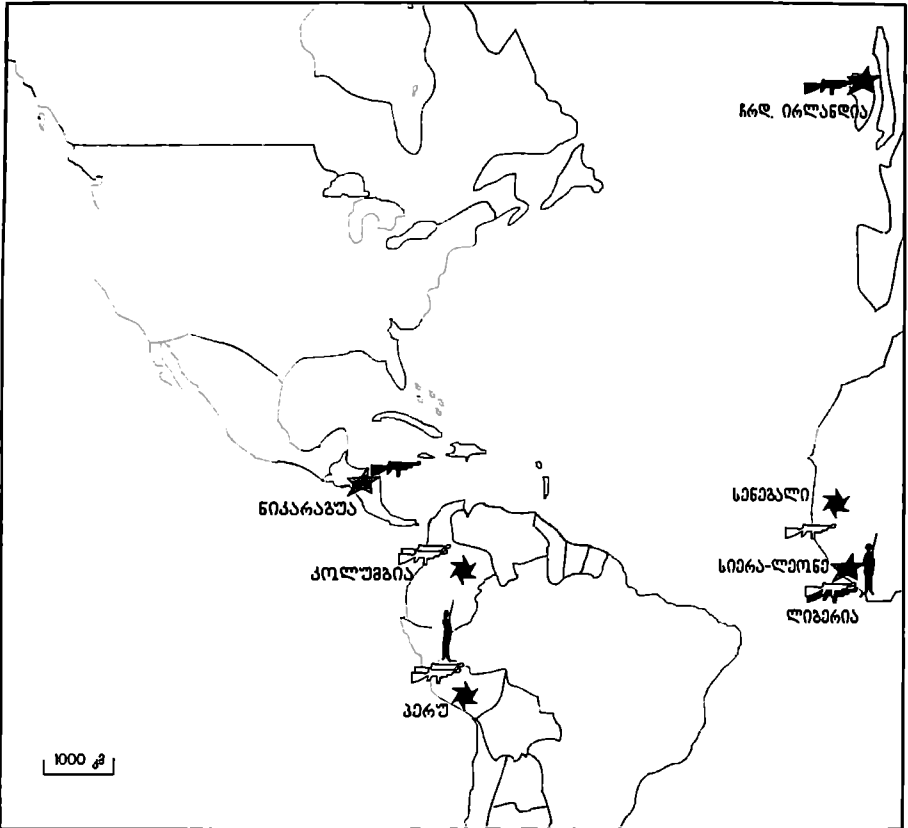 ჩრდ. ირლანდია
ნიკარაგუა
სენეგალი
კოლუმბია
სიერა-ლეონე
ლიბერია
პერუ
1000 კმ